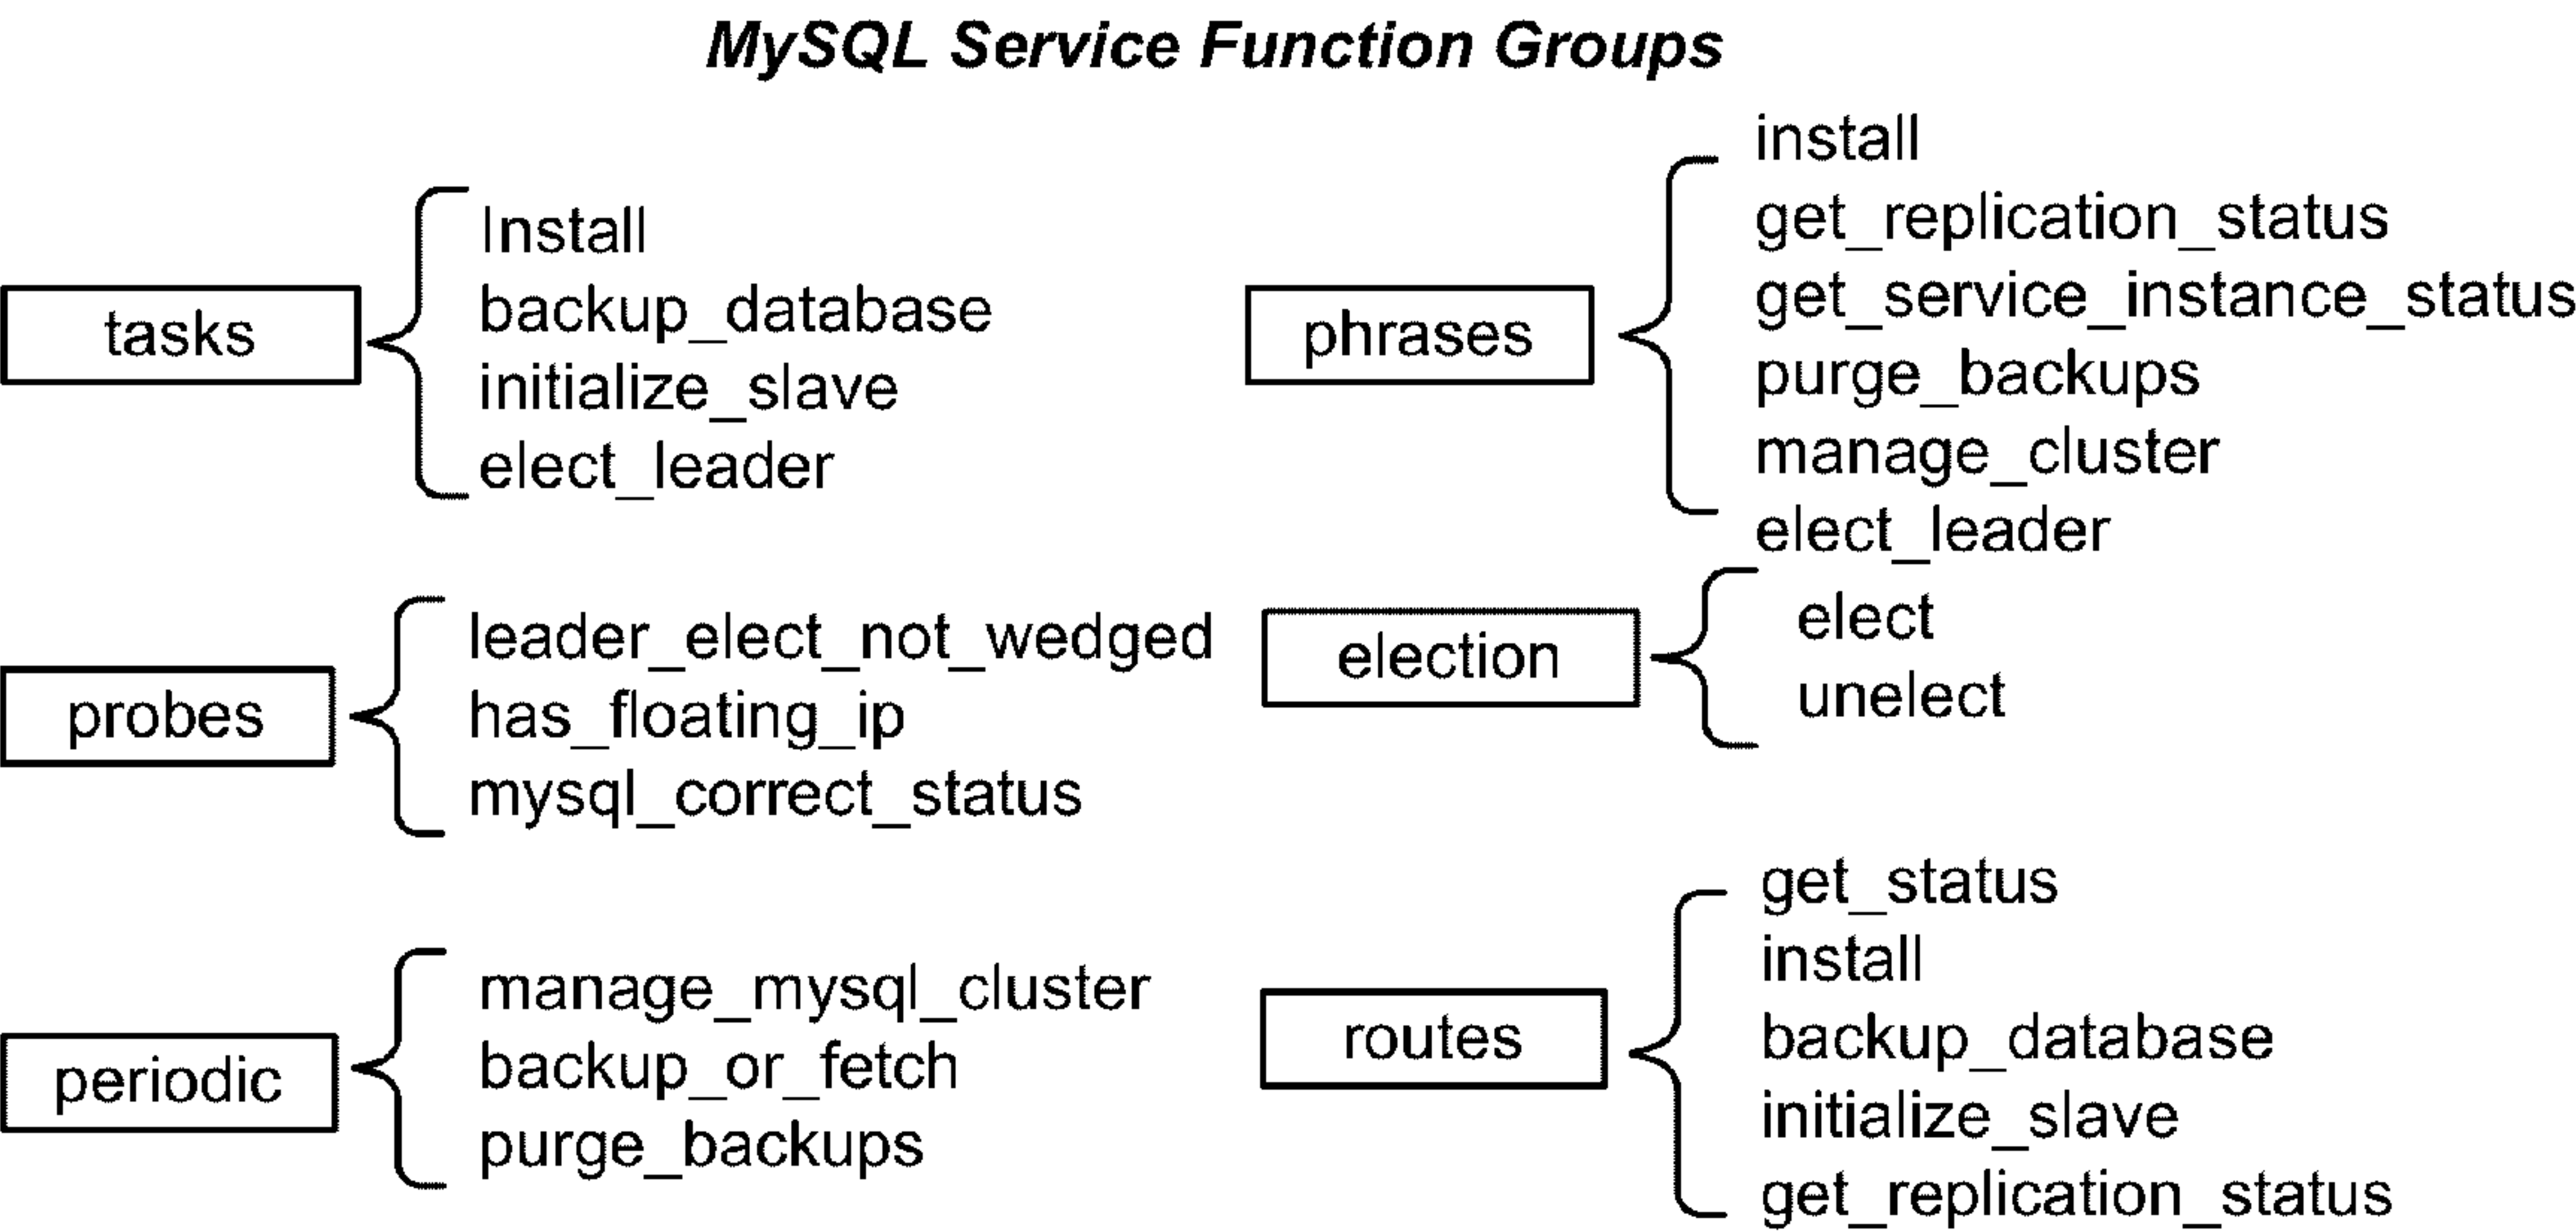 MySQL Service Function Groups
tasks
Install
backup_database
initialize_slave
elect_leader
phrases
install
get_replication_status
get_service_instance_status
purge_backups
manage_cluster
elect_leader
probes
leader_elect_not_wedged
has_floating_ip
mysql_correct_status
election
elect
unelect
periodic
manage_mysql_cluster
backup_or_fetch
purge_backups
routes
get_status
install
backup_database
initialize_slave
get_replication_status